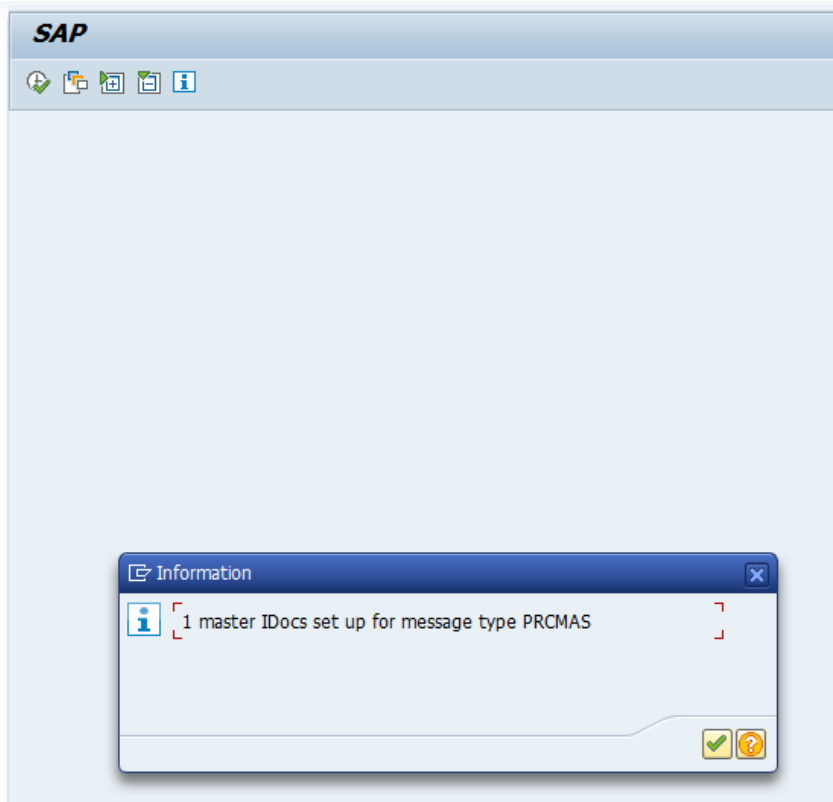 SAP
Information
1 master IDocs set up for message type PRCMAS